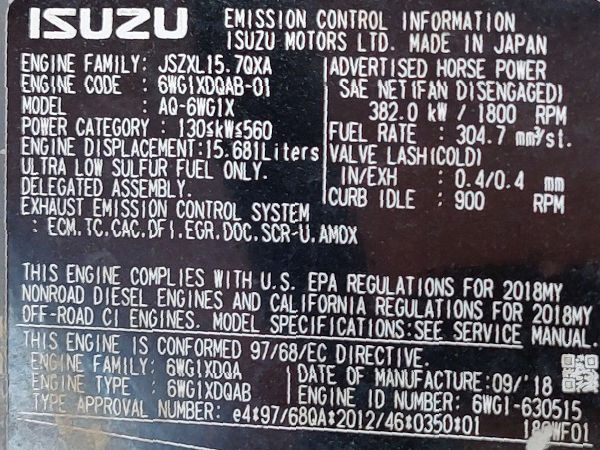 ISUZU
EMISSION CONTROL INFORMATION
ISUZU MOTORS LTD. MADE IN JAPAN
ENGINE FAMILY: JSZXL15.7QXA
ENGINE CODE : 6WG1XDQAB-01
MODEL : AQ-6WG1X
POWER CATEGORY : 130≤kW≤560
ENGINE DISPLACEMENT:15.681Liters
ULTRA LOW SULFUR FUEL ONLY.
DELEGATED ASSEMBLY.
EXHAUST EMISSION CONTROL SYSTEM
: ECM.TC.CAC.DFI.EGR.DOC.SCR-U.AMOX
ADVERTISED HORSE POWER
SAE NET(FAN DISENGAGED)
382.0 kW / 1800 RPM
FUEL RATE : 304.7 mm³/st.
VALVE LASH(COLD)
IN/EXH : 0.4/0.4 mm
CURB IDLE : 900 RPM
THIS ENGINE COMPLIES WITH U.S. EPA REGULATIONS FOR 2018MY
NONROAD DIESEL ENGINES AND CALIFORNIA REGULATIONS FOR 2018MY
OFF-ROAD CI ENGINES. MODEL SPECIFICATIONS:SEE SERVICE MANUAL.
THIS ENGINE IS CONFORMED 97/68/EC DIRECTIVE.
ENGINE FAMILY: 6WG1XDQA
ENGINE TYPE : 6WG1XDQAB
DATE OF MANUFACTURE:09/'18
ENGINE ID NUMBER: 6WG1-630515
TYPE APPROVAL NUMBER: e4*97/68QA*2012/46*0350*01
189WF01